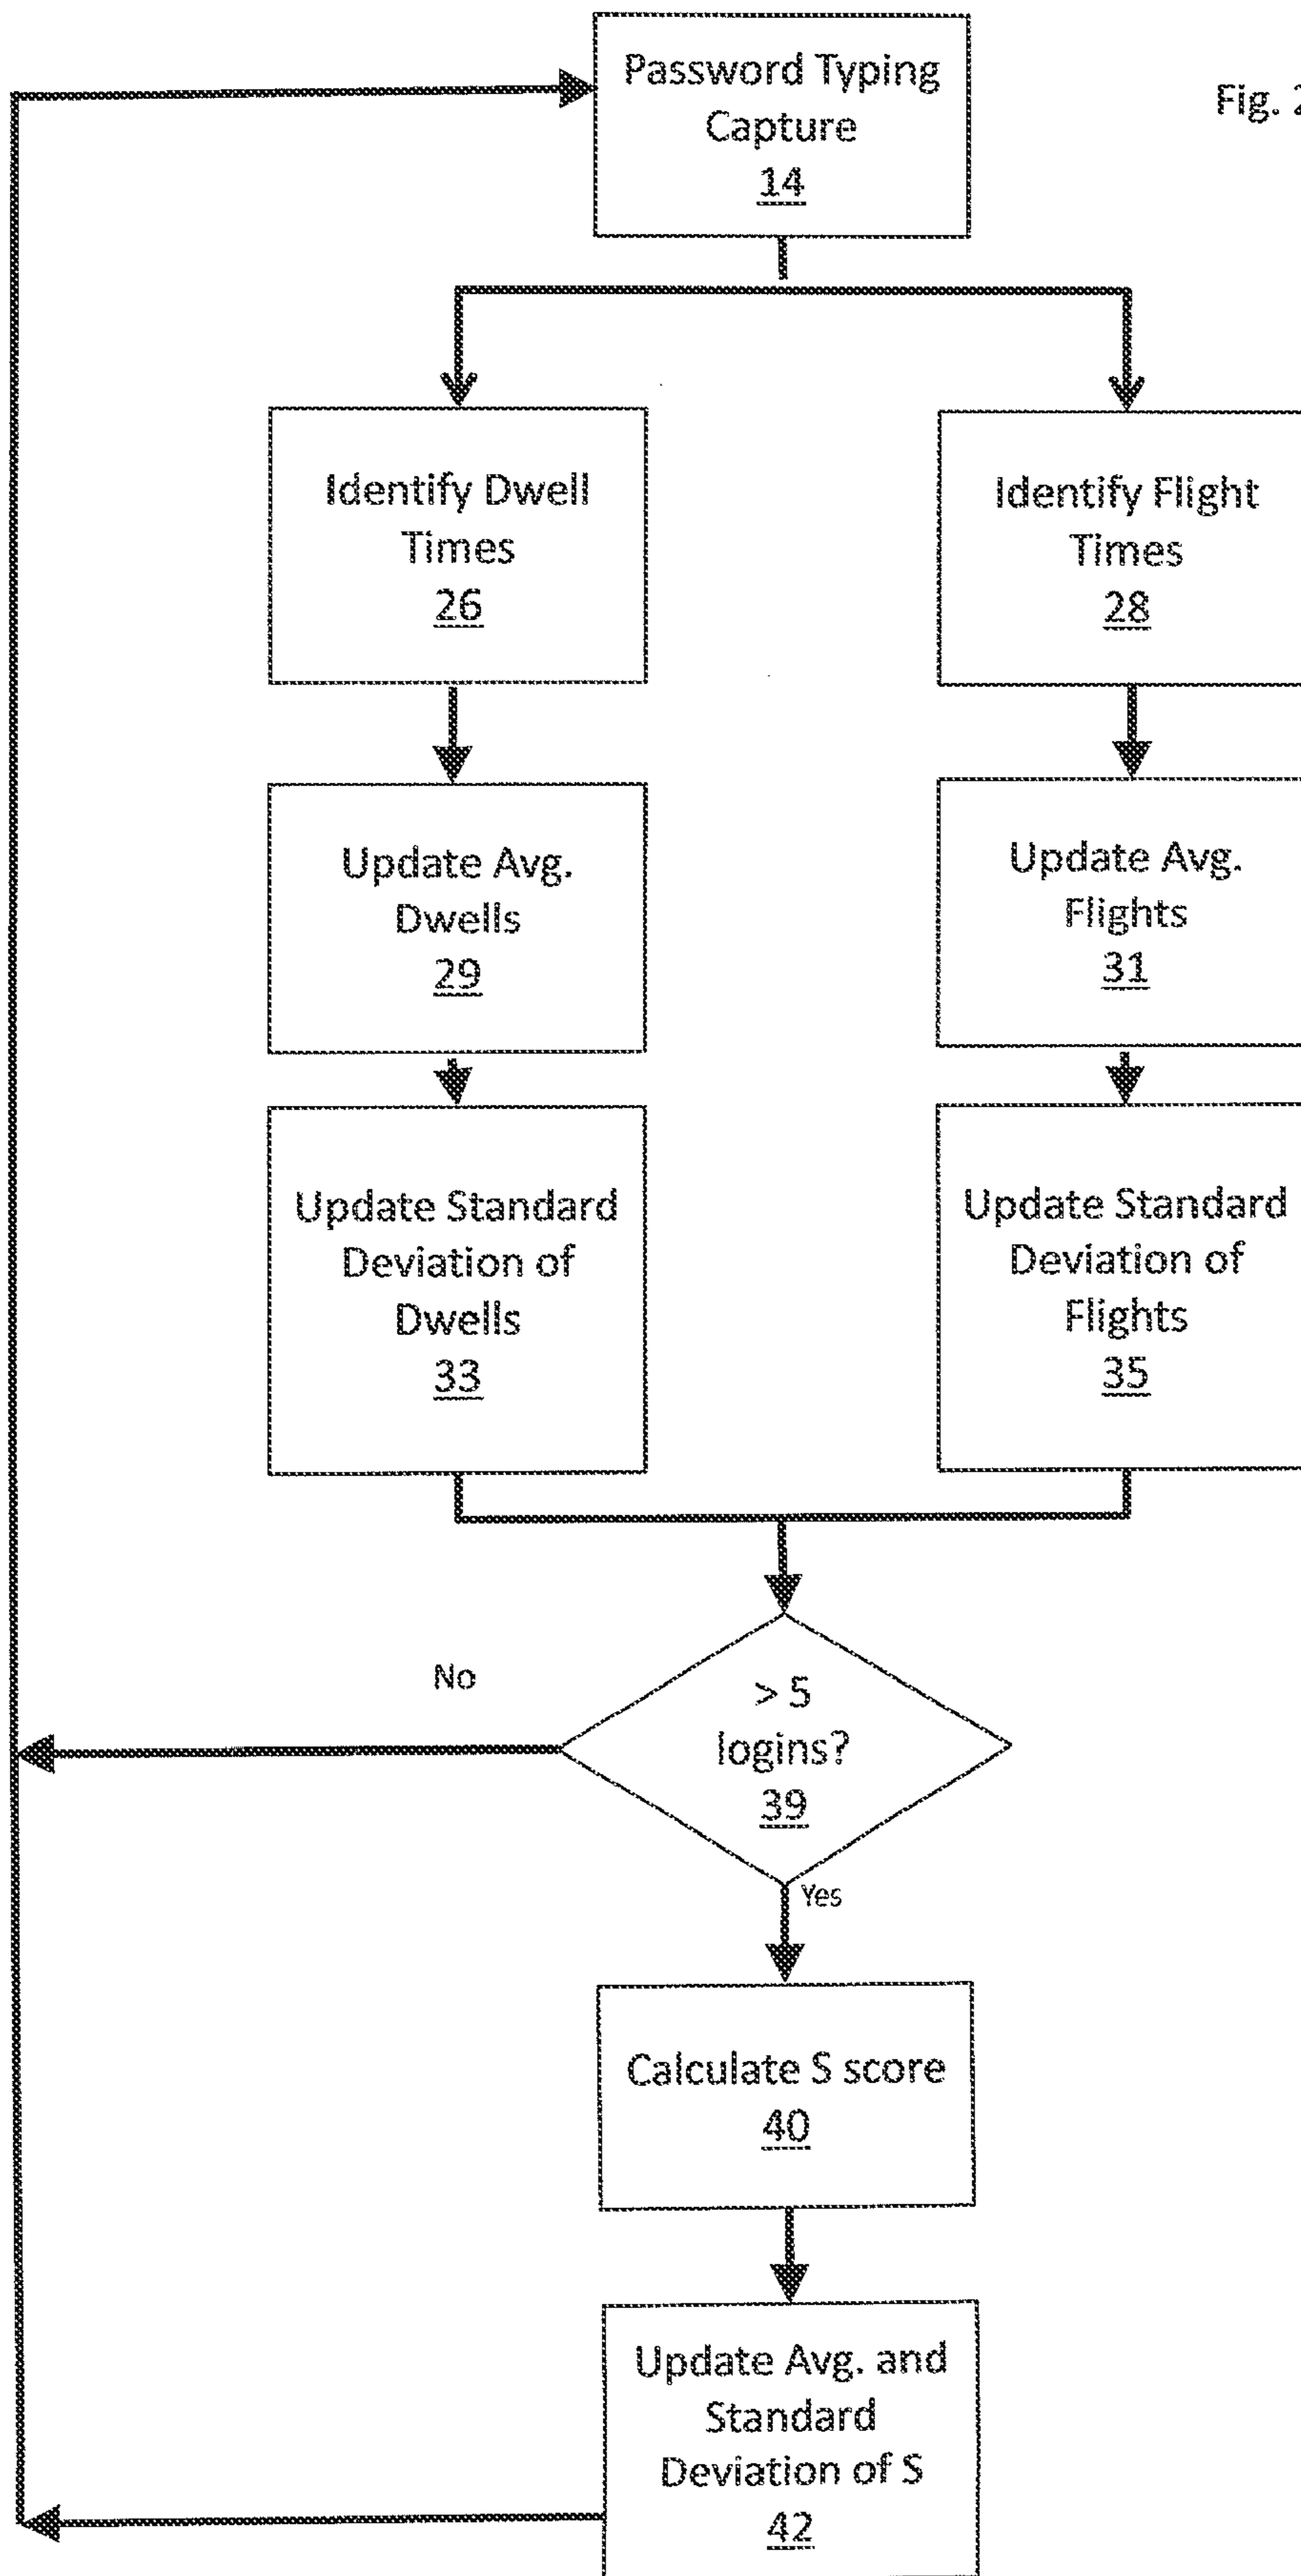 Password Typing
Capture
14
Fig. 2
Identify Dwell
Times
26
Identify Flight
Times
28
Update Avg.
Dwells
29
Update Avg.
Flights
31
Update Standard
Deviation of
Dwells
33
Update Standard
Deviation of
Flights
35
No
> 5
logins?
39
Yes
Calculate S score
40
Update Avg. and
Standard
Deviation of S
42